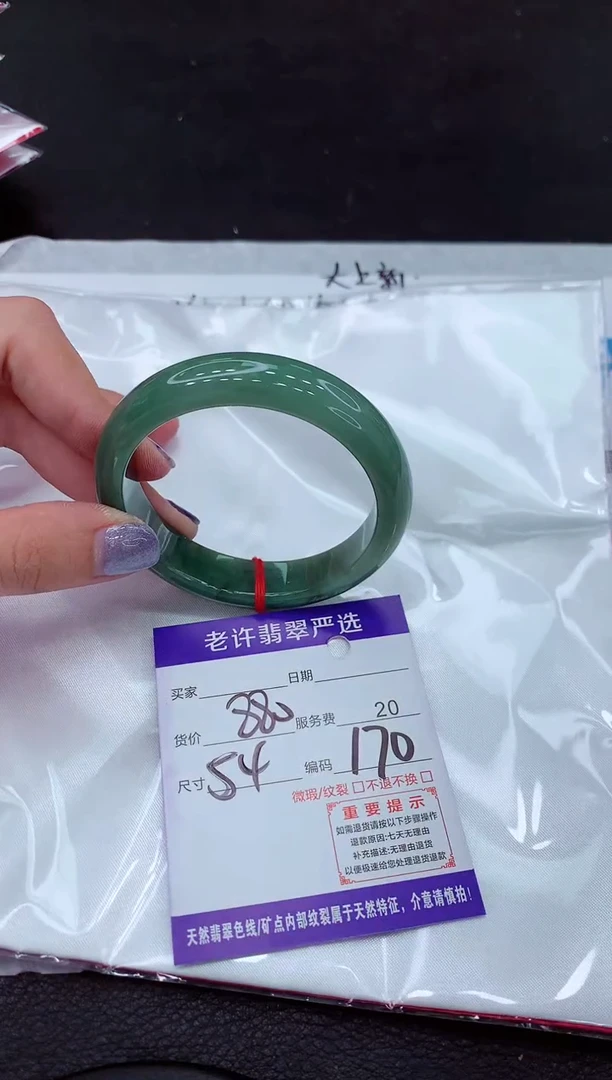 人上新
老许翡翠严选
买家 日期
货价 880 服务费 20
尺寸 54 编码 170
微瑕/纹裂 □不退不换 □
重要提示
如需退货请按以下步骤操作
退款原因:七天无理由
补充描述:无理由退货
以便极速给您处理退货退款
天然翡翠色线/矿点内部纹裂属于天然特征，介意请慎拍！